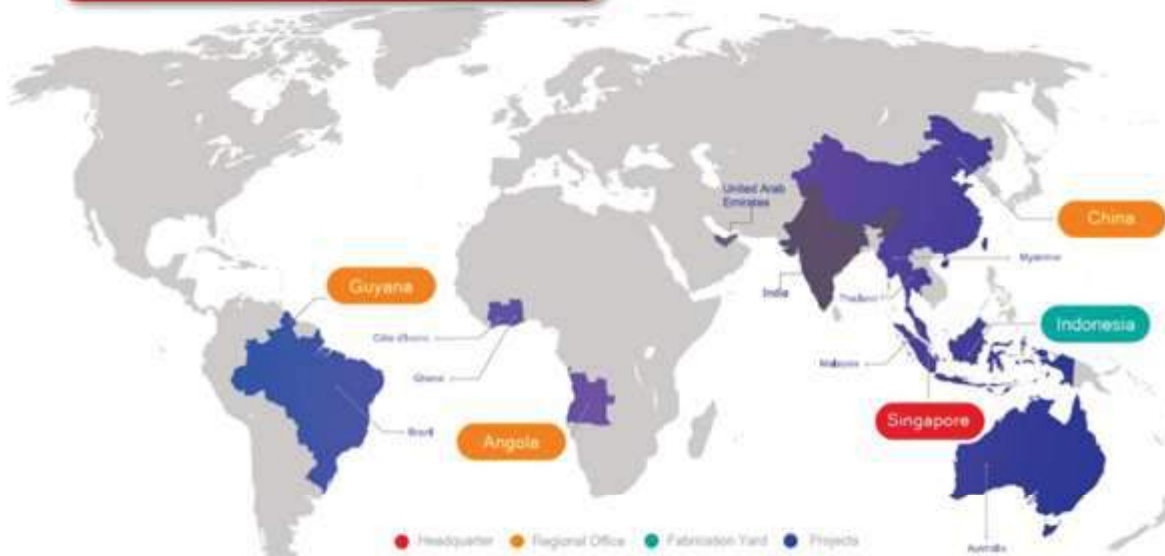 United Arab
Emirates
China
Myanmar
Guyana
India
Thailand
Côte d'Ivoire
Indonesia
Ghana
Malaysia
Brazil
Angola
Singapore
Headquarter
Regional Office
Fabrication Yard
Projects
Australia